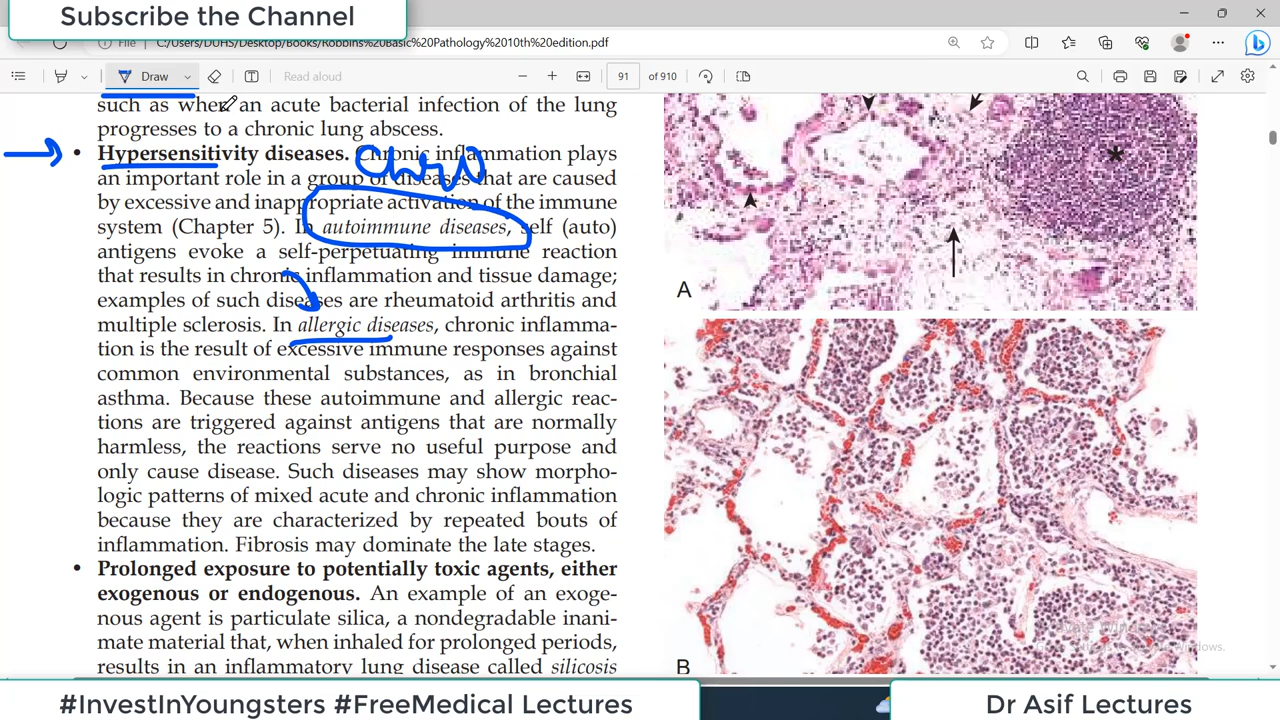 Subscribe the Channel
File
C:/Users/DUHS/Desktop/Books/Robbins%20Basic%20Pathology%2010th%20edition.pdf
Draw
Read aloud
91 of 910
such as when an acute bacterial infection of the lung
progresses to a chronic lung abscess.
• Hypersensitivity diseases. Chronic inflammation plays
an important role in a group of diseases that are caused
by excessive and inappropriate activation of the immune
system (Chapter 5). In autoimmune diseases, self (auto)
antigens evoke a self-perpetuating immune reaction
that results in chronic inflammation and tissue damage;
examples of such diseases are rheumatoid arthritis and
multiple sclerosis. In allergic diseases, chronic inflamma-
tion is the result of excessive immune responses against
common environmental substances, as in bronchial
asthma. Because these autoimmune and allergic reac-
tions are triggered against antigens that are normally
harmless, the reactions serve no useful purpose and
only cause disease. Such diseases may show morpho-
logic patterns of mixed acute and chronic inflammation
because they are characterized by repeated bouts of
inflammation. Fibrosis may dominate the late stages.
• Prolonged exposure to potentially toxic agents, either
exogenous or endogenous. An example of an exoge-
nous agent is particulate silica, a nondegradable inani-
mate material that, when inhaled for prolonged periods,
results in an inflammatory lung disease called silicosis
A
B
#InvestInYoungsters #FreeMedical Lectures
Dr Asif Lectures